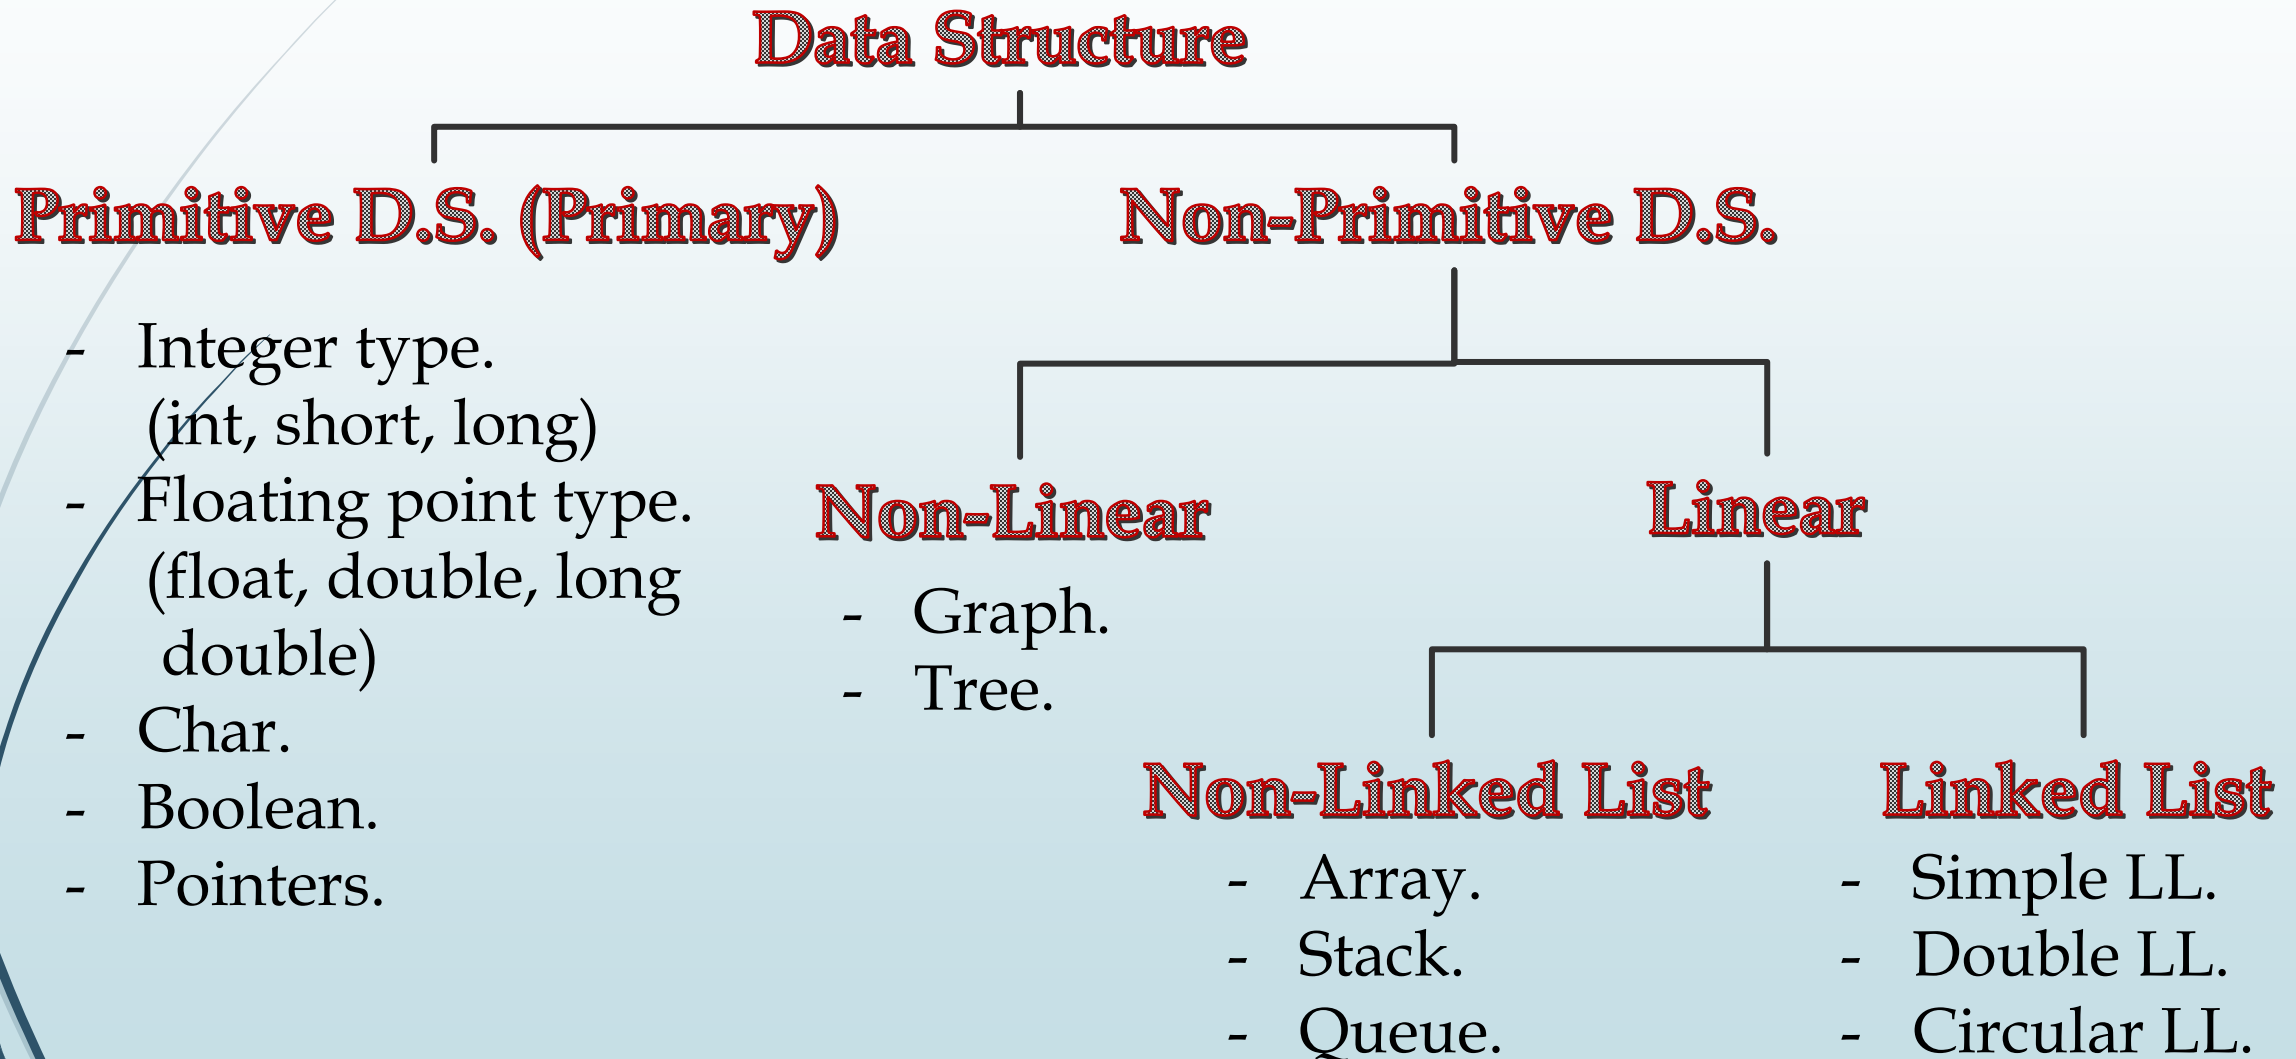 Data Structure
Primitive D.S. (Primary)
Non-Primitive D.S.
- Integer type.
(int, short, long)
- Floating point type.
(float, double, long
double)
- Char.
- Boolean.
- Pointers.
Non-Linear
- Graph.
- Tree.
Linear
Non-Linked List
- Array.
- Stack.
- Queue.
Linked List
- Simple LL.
- Double LL.
- Circular LL.